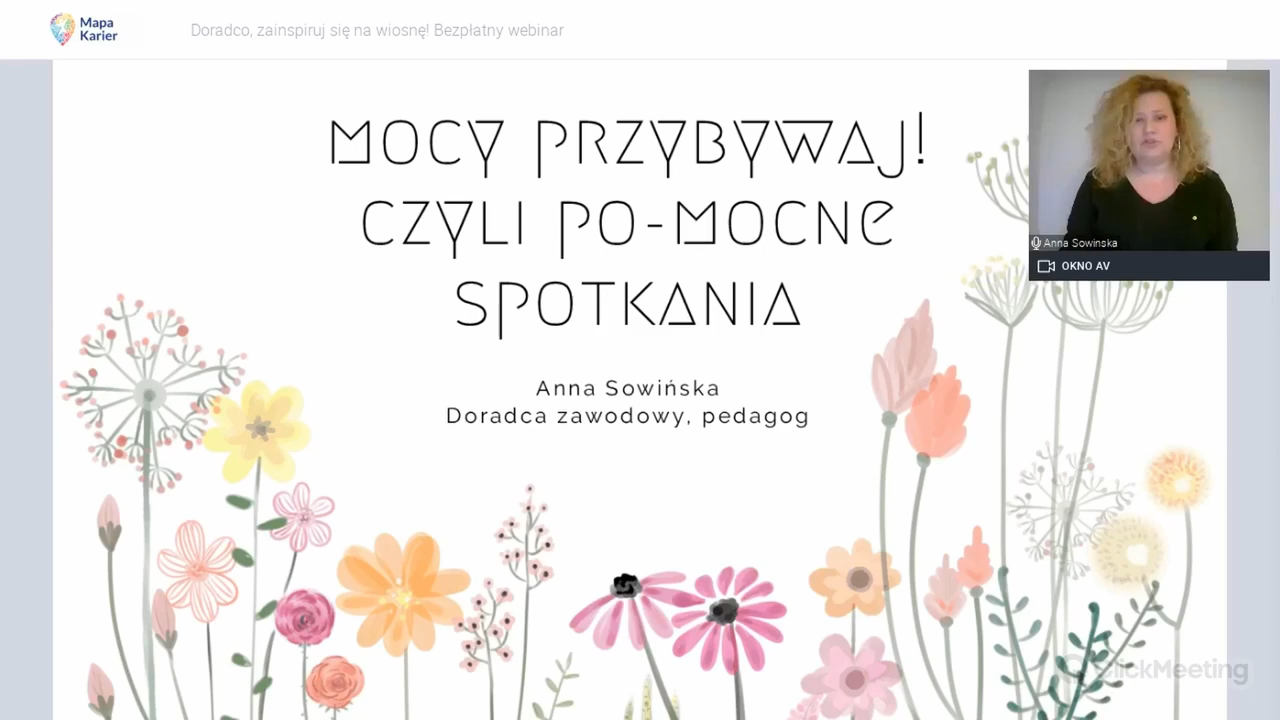 Mapa
Karier
Doradco, zainspiruj się na wiosnę! Bezpłatny webinar
MOCY PRZYBYWAJ!
CZYLI PO-MOCNE
SPOTKANIA
Anna Sowińska
Doradca zawodowy, pedagog
Anna Sowinska
OKNO AV
ClickMeeting